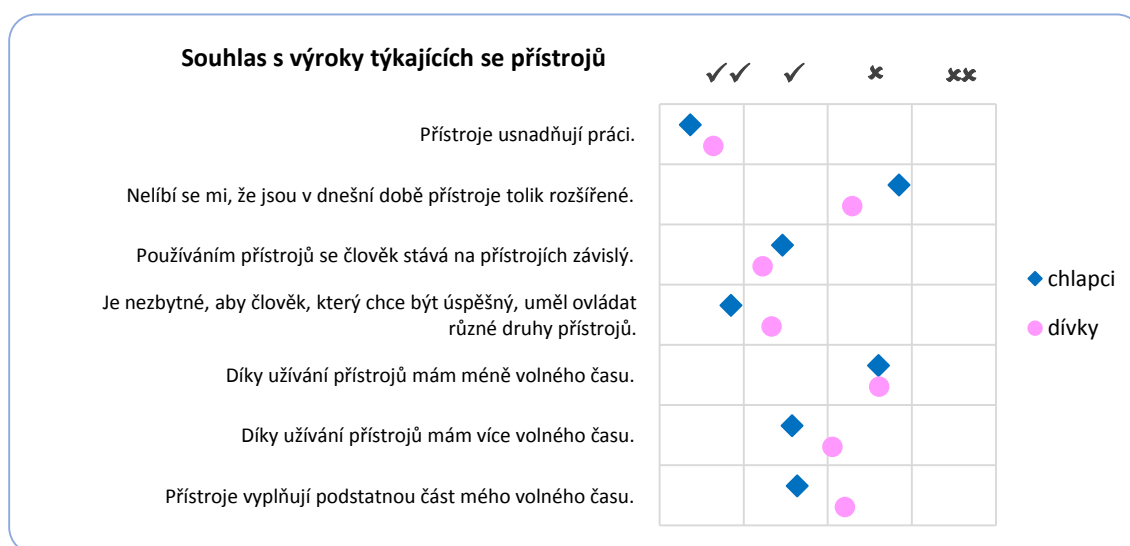 Souhlas s výroky týkajících se přístrojů
✓✓ ✓ ✘ ✘✘
Přístroje usnadňují práci.
Nelíbí se mi, že jsou v dnešní době přístroje tolik rozšířené.
Používáním přístrojů se člověk stává na přístrojích závislý.
Je nezbytné, aby člověk, který chce být úspěšný, uměl ovládat
různé druhy přístrojů.
Díky užívání přístrojů mám méně volného času.
Díky užívání přístrojů mám více volného času.
Přístroje vyplňují podstatnou část mého volného času.
chlapci
dívky